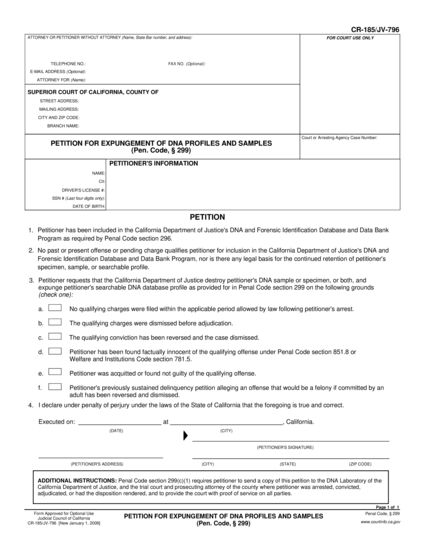 CR-185/JV-796
ATTORNEY OR PETITIONER WITHOUT ATTORNEY (Name, State Bar number, and address):
FOR COURT USE ONLY
TELEPHONE NO.:
FAX NO. (Optional):
E-MAIL ADDRESS (Optional):
ATTORNEY FOR (Name):
SUPERIOR COURT OF CALIFORNIA, COUNTY OF
STREET ADDRESS:
MAILING ADDRESS:
CITY AND ZIP CODE:
BRANCH NAME:
PETITION FOR EXPUNGEMENT OF DNA PROFILES AND SAMPLES
(Pen. Code, § 299)
Court or Arresting Agency Case Number:
PETITIONER'S INFORMATION
NAME:
CII:
DRIVER'S LICENSE #:
SSN # (Last four digits only):
DATE OF BIRTH:
PETITION
1. Petitioner has been included in the California Department of Justice's DNA and Forensic Identification Database and Data Bank
Program as required by Penal Code section 296.
2. No past or present offense or pending charge qualifies petitioner for inclusion in the California Department of Justice's DNA and
Forensic Identification Database and Data Bank Program, nor is there any legal basis for the continued retention of petitioner's
specimen, sample, or searchable profile.
3. Petitioner requests that the California Department of Justice destroy petitioner's DNA sample or specimen, or both, and
expunge petitioner's searchable DNA database profile as provided for in Penal Code section 299 on the following grounds
(check one):
a. No qualifying charges were filed within the applicable period allowed by law following petitioner's arrest.
b. The qualifying charges were dismissed before adjudication.
c. The qualifying conviction has been reversed and the case dismissed.
d. Petitioner has been found factually innocent of the qualifying offense under Penal Code section 851.8 or
Welfare and Institutions Code section 781.5.
e. Petitioner was acquitted or found not guilty of the qualifying offense.
f. Petitioner's previously sustained delinquency petition alleging an offense that would be a felony if committed by an
adult has been reversed and dismissed.
4. I declare under penalty of perjury under the laws of the State of California that the foregoing is true and correct.
Executed on: at , California.
(DATE) (CITY)
(PETITIONER'S SIGNATURE)
(PETITIONER'S ADDRESS) (CITY) (STATE) (ZIP CODE)
ADDITIONAL INSTRUCTIONS: Penal Code section 299(c)(1) requires petitioner to send a copy of this petition to the DNA Laboratory of the
California Department of Justice, and the trial court and prosecuting attorney of the county where petitioner was arrested, convicted,
adjudicated, or had the disposition rendered, and to provide the court with proof of service on all parties.
Page 1 of 1
Form Approved for Optional Use
Judicial Council of California
CR-185/JV-796 [New January 1, 2009]
PETITION FOR EXPUNGEMENT OF DNA PROFILES AND SAMPLES
(Pen. Code, § 299)
Penal Code, § 299
www.courtinfo.ca.gov